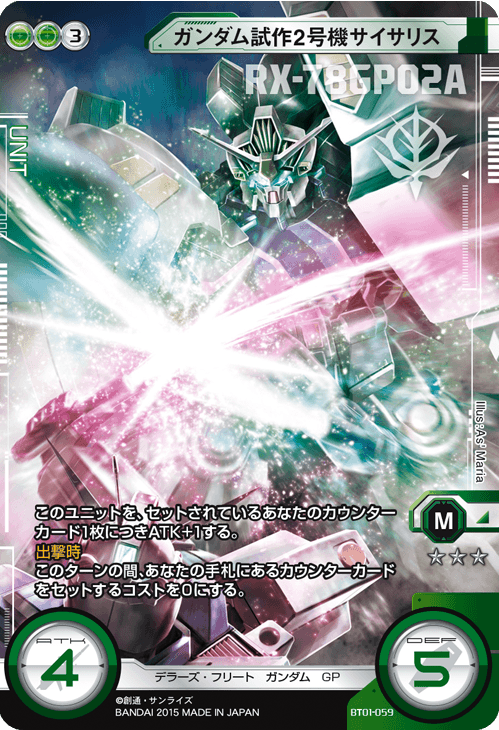 3
ガンダム試作2号機サイサリス
RX-78GP02A
UNIT
Illus:As' Maria
M
このユニットを、セットされているあなたのカウンター
カード1枚につきATK+1する。
出撃時
このターンの間、あなたの手札にあるカウンターカード
をセットするコストを0にする。
ATK
4
DEF
5
デラーズ・フリート ガンダム GP
©創通・サンライズ
BANDAI 2015 MADE IN JAPAN
BT01-059